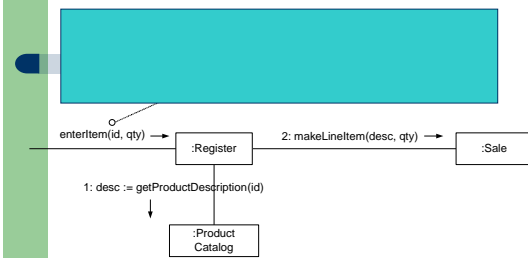 enterItem(id, qty)
:Register
2: makeLineItem(desc, qty)
:Sale
1: desc := getProductDescription(id)
:Product
Catalog